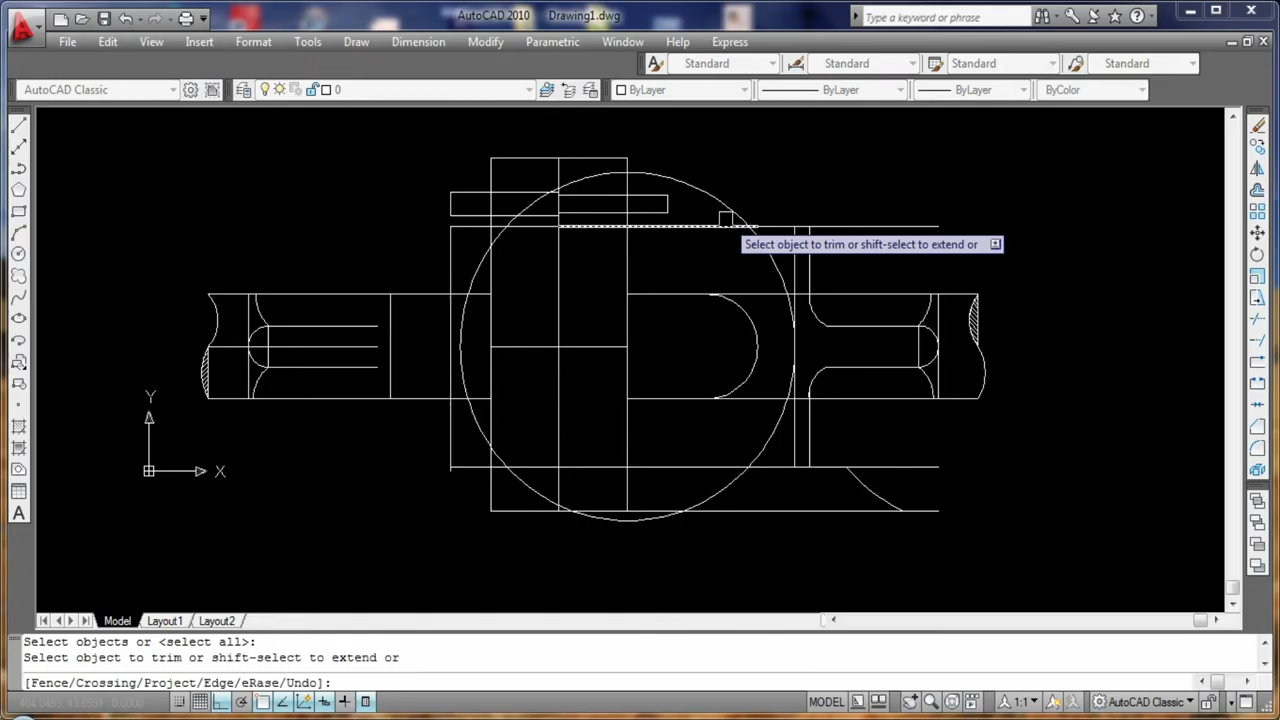 AutoCAD 2010 Drawing1.dwg
Type a keyword or phrase
File Edit View Insert Format Tools Draw Dimension Modify Parametric Window Help Express
Standard Standard Standard Standard
AutoCAD Classic 0 ByLayer ByLayer ByLayer ByColor
Select object to trim or shift-select to extend or
Y
X
A
Model Layout1 Layout2
Select objects or <select all>:
Select object to trim or shift-select to extend or
[Fence/Crossing/Project/Edge/eRase/Undo]:
MODEL 1:1 AutoCAD Classic